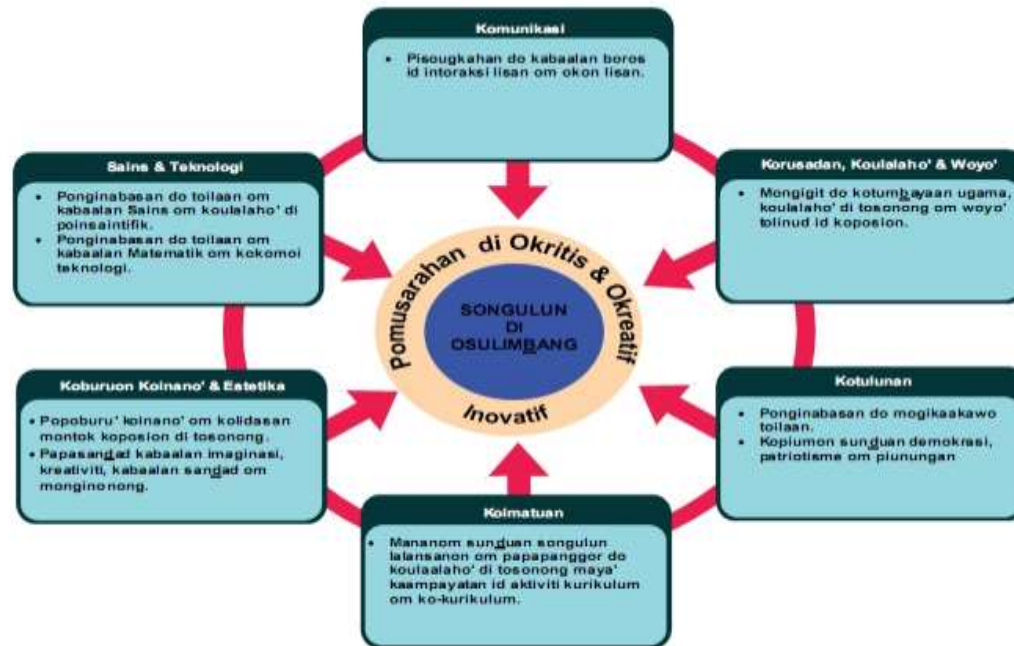 Komunikasi
• Pisougkahan do kabaalan boros
id intoraksi lisan om okon lisan.
Sains & Teknologi
• Ponginabasan do toilaan om
kabaalan Sains om koulalaho' di
poinsaintifik.
• Ponginabasan do toilaan om
kabaalan Matematik om kokomoi
teknologi.
Korusadan, Koulalaho' & Woyo'
• Mongigit do kotumbayaan ugama,
koulalaho' di tosonong om woyo'
tolinud id koposion.
Pomusarahan di Okritis & Okreatif
SONGULUN
DI
OSULIMBANG
Inovatif
Koburuon Koinano' & Estetika
• Popoburu' koinano' om kolidasan
montok koposion di tosonong.
• Papasandad kabaalan imaginasi,
kreativiti, kabaalan sandad om
monginonong.
Kotulunan
• Ponginabasan do mogikaakawo
toilaan.
• Kopiumon sunduan demokrasi,
patriotisme om piunungan
Koimatuan
• Mananom sunduan songulun
lalansanon om papapanggor do
koulaalaho' di tosonong maya'
kaampayatan id aktiviti kurikulum
om ko-kurikulum.